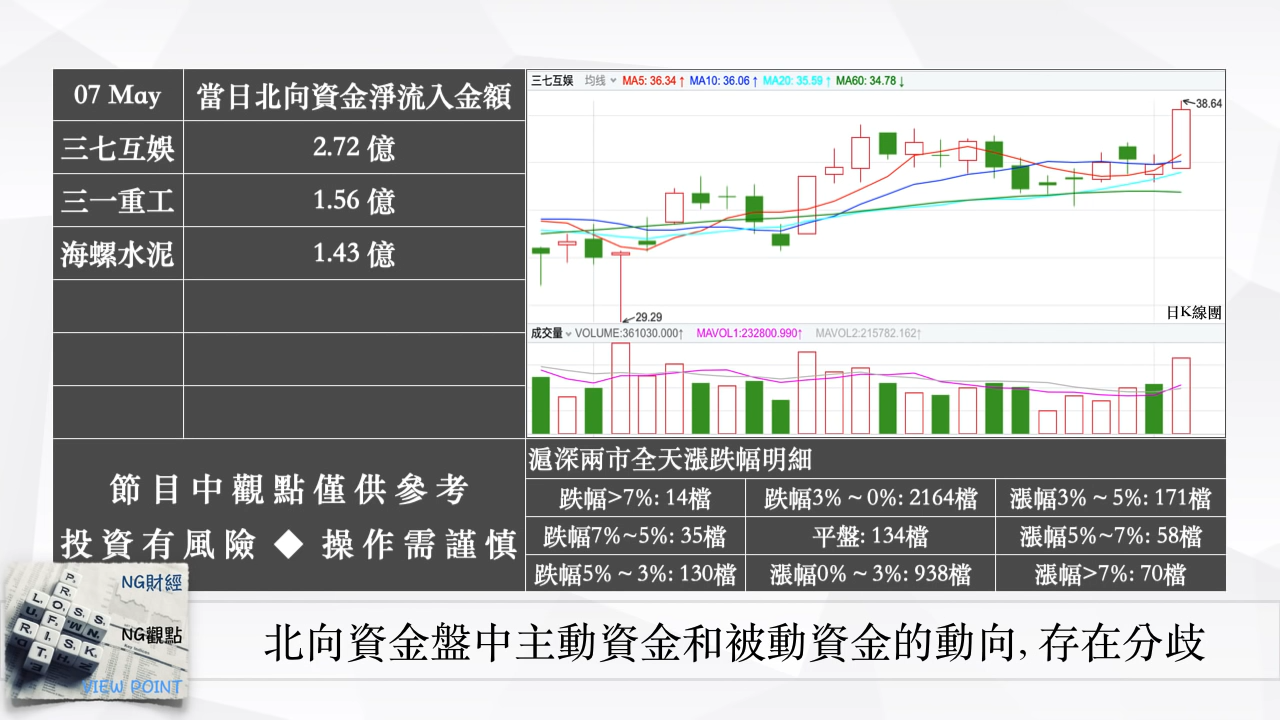 07 May 當日北向資金淨流入金額
三七互娛 2.72 億
三一重工 1.56 億
海螺水泥 1.43 億
節目中觀點僅供參考
投資有風險 ◆ 操作需謹慎
三七互娱 均线 MA5: 36.34↑ MA10: 36.06↑ MA20: 35.59↑ MA60: 34.78↓
38.64
29.29
日K線圖
成交量 VOLUME:361030.000↑ MAVOL1:232800.990↑ MAVOL2:215782.162↑
滬深兩市全天漲跌幅明細
跌幅>7%: 14檔 跌幅3% ~ 0%: 2164檔 漲幅3% ~ 5%: 171檔
跌幅7%~5%: 35檔 平盤: 134檔 漲幅5%~7%: 58檔
跌幅5% ~ 3%: 130檔 漲幅0% ~ 3%: 938檔 漲幅>7%: 70檔
NG財經
NG觀點
VIEW POINT
北向資金盤中主動資金和被動資金的動向, 存在分歧